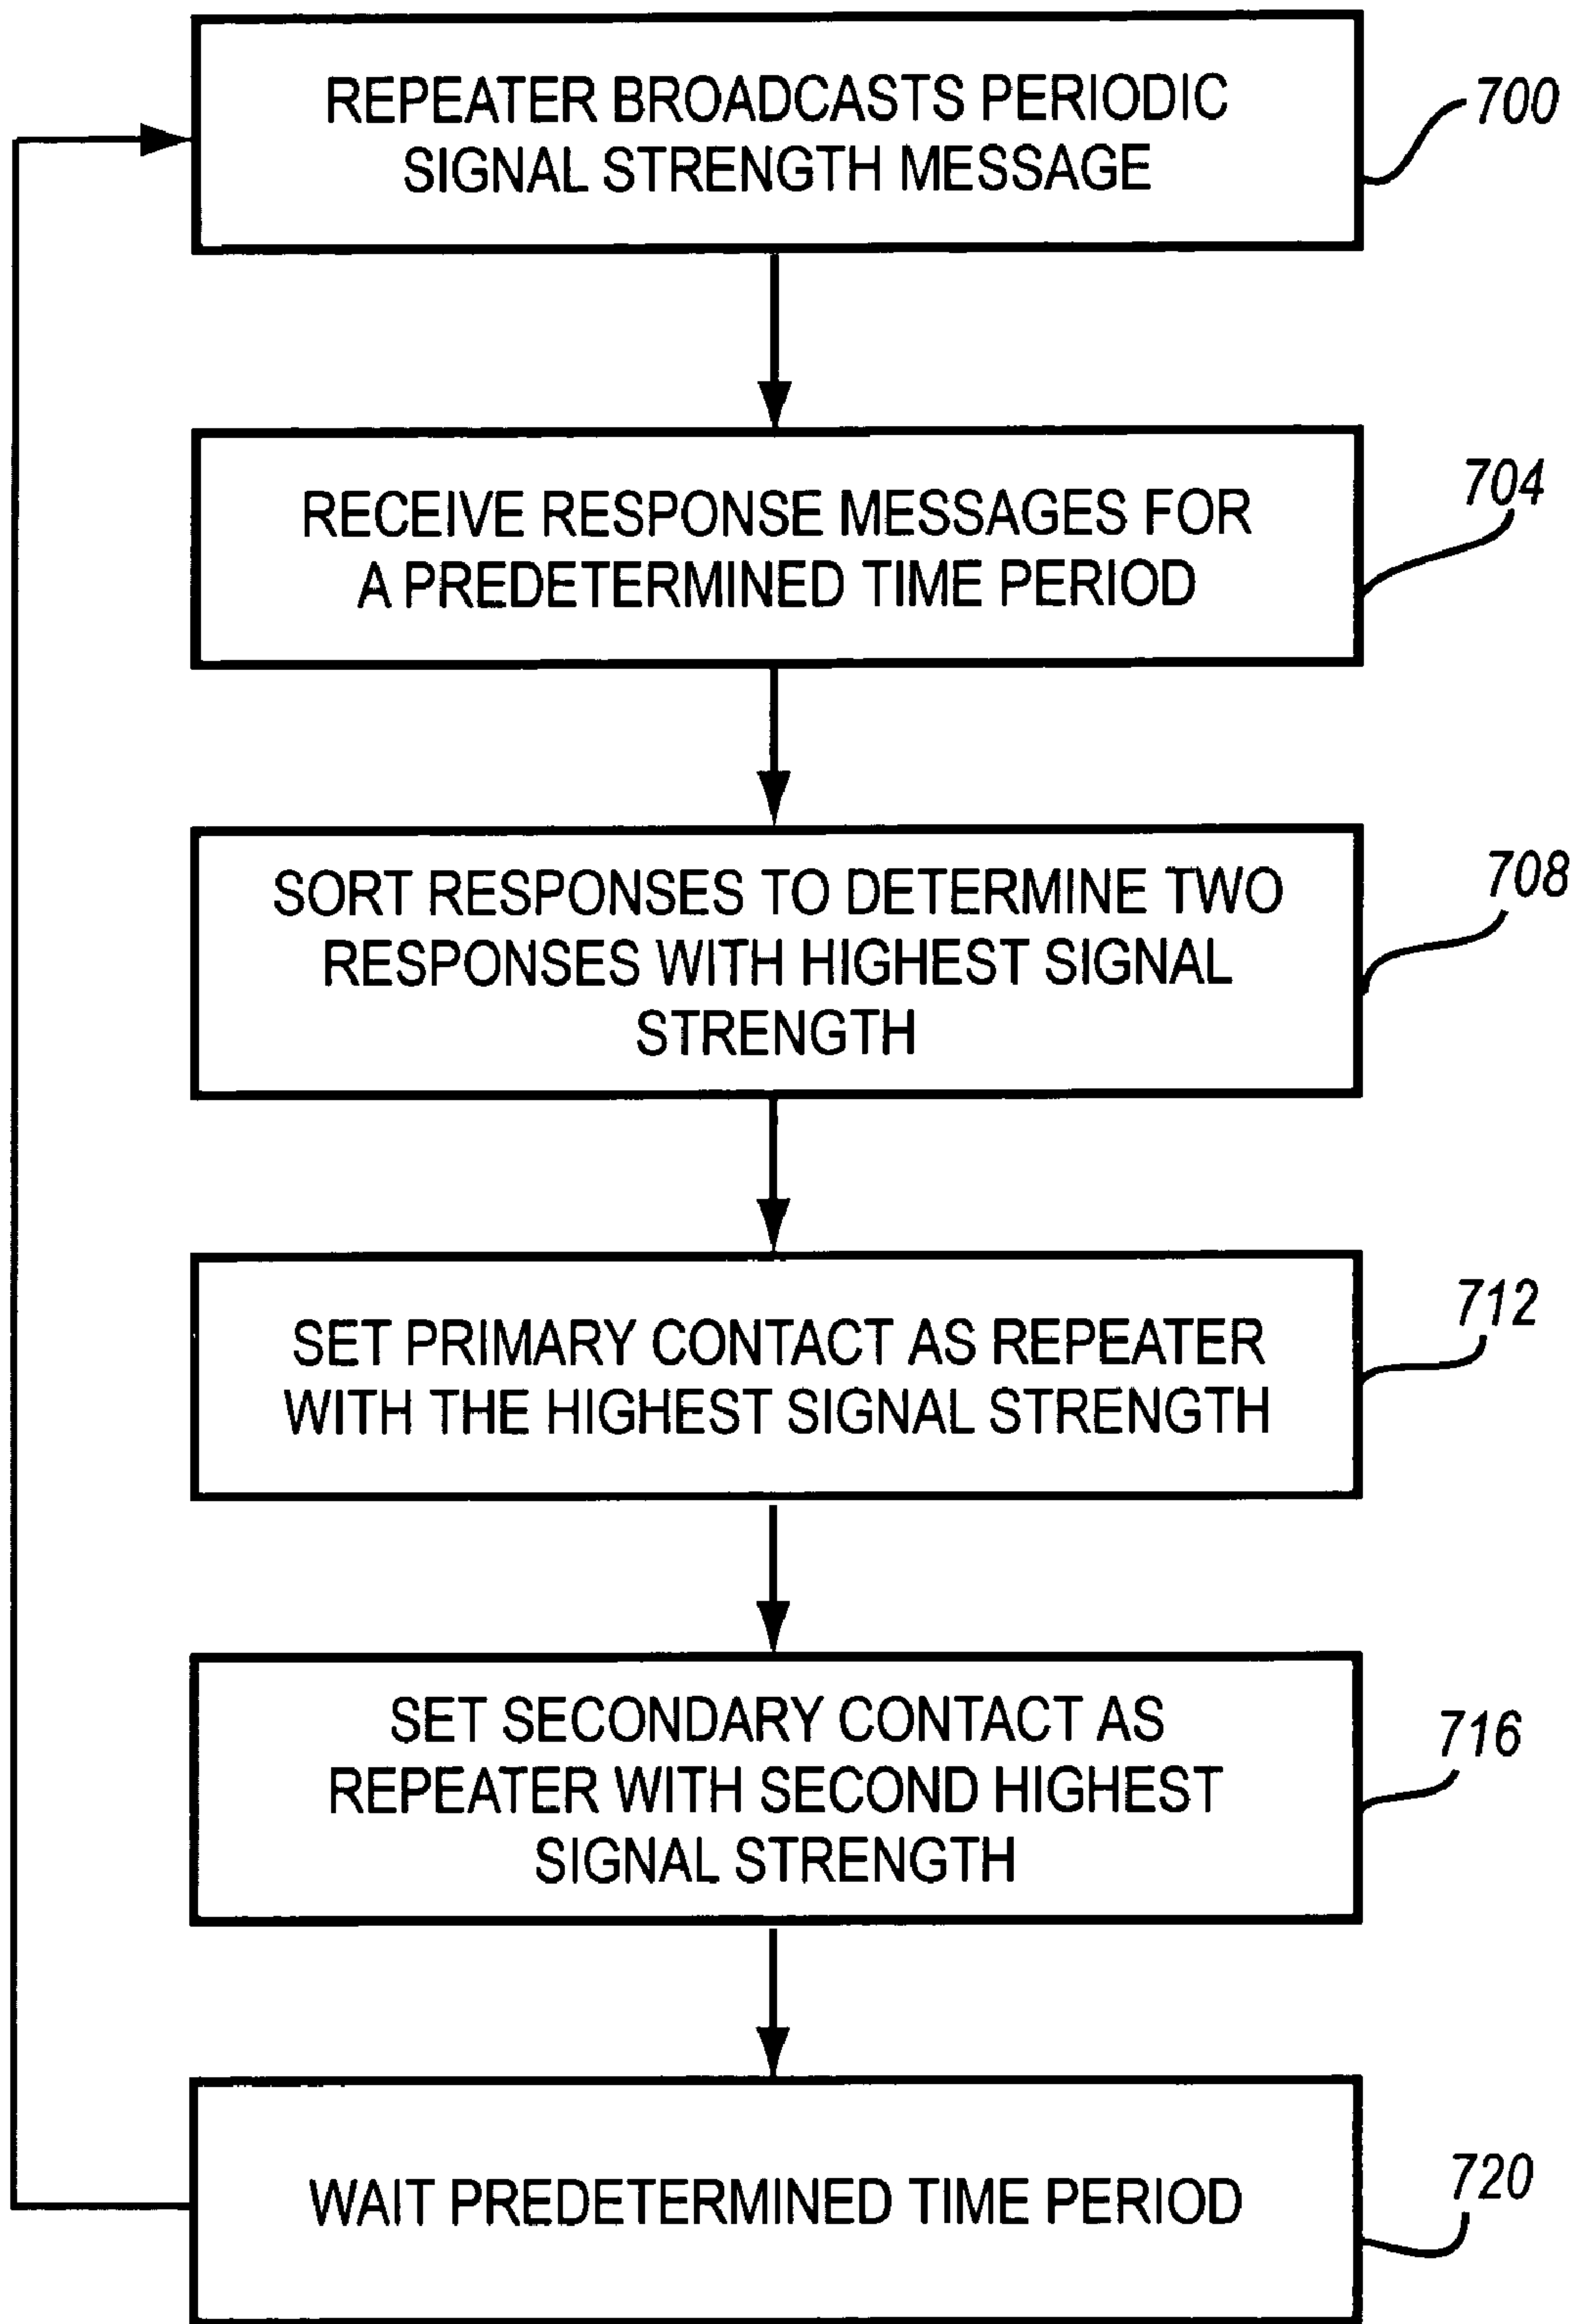 REPEATER BROADCASTS PERIODIC
SIGNAL STRENGTH MESSAGE
700
RECEIVE RESPONSE MESSAGES FOR
A PREDETERMINED TIME PERIOD
704
SORT RESPONSES TO DETERMINE TWO
RESPONSES WITH HIGHEST SIGNAL
STRENGTH
708
SET PRIMARY CONTACT AS REPEATER
WITH THE HIGHEST SIGNAL STRENGTH
712
SET SECONDARY CONTACT AS
REPEATER WITH SECOND HIGHEST
SIGNAL STRENGTH
716
WAIT PREDETERMINED TIME PERIOD
720